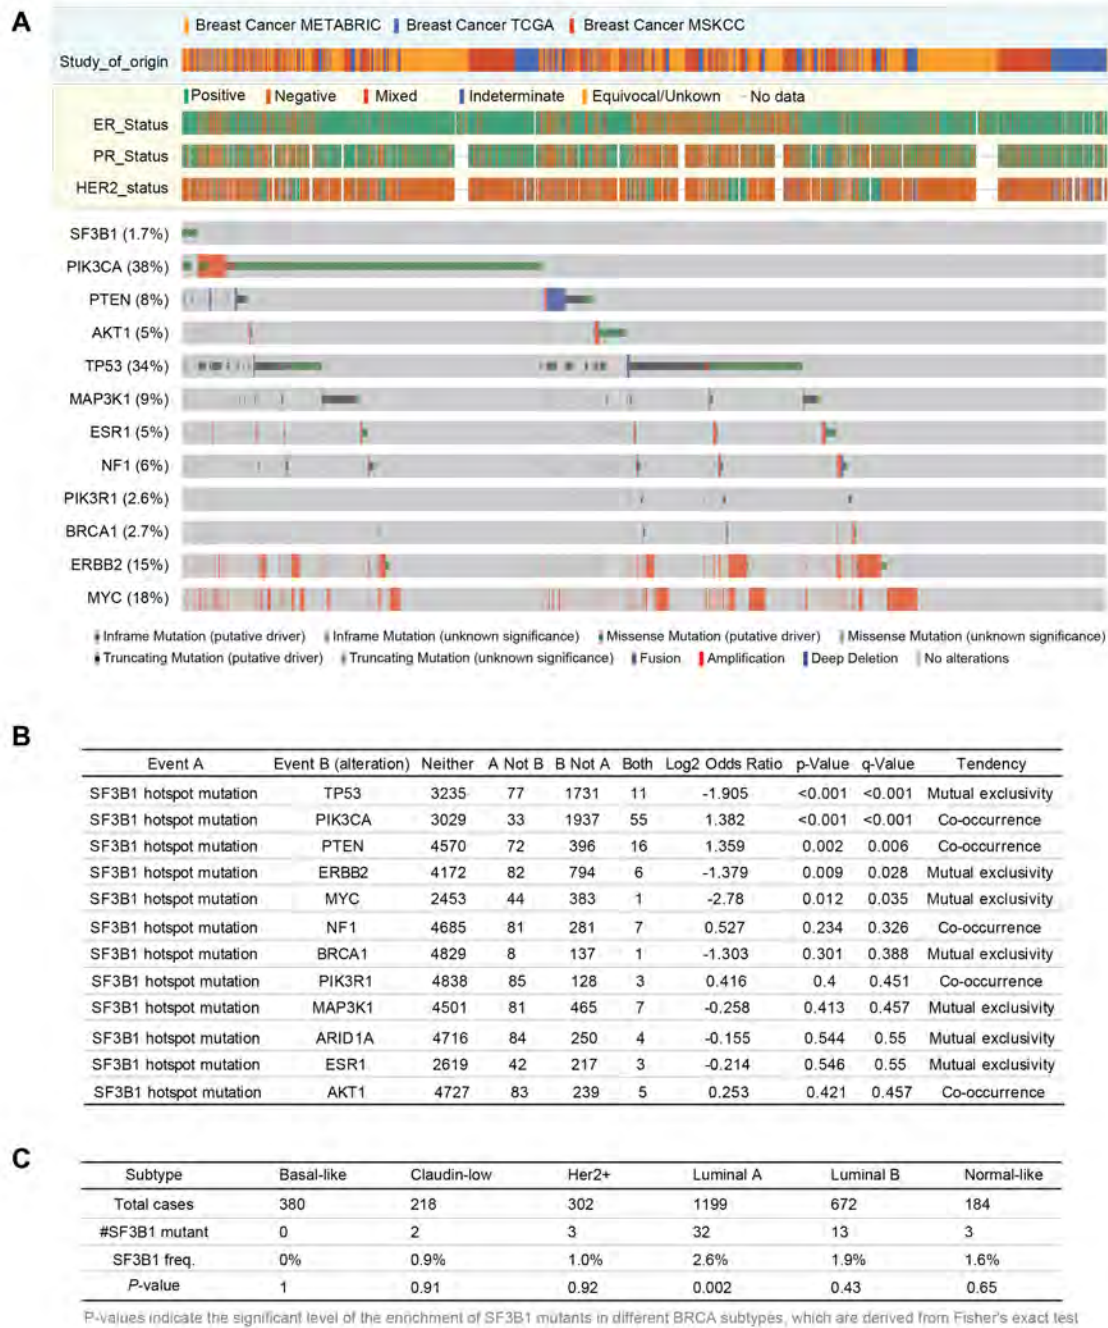 A
Breast Cancer METABRIC Breast Cancer TCGA Breast Cancer MSKCC
Study_of_origin
Positive Negative Mixed Indeterminate Equivocal/Unkown No data
ER_Status
PR_Status
HER2_status
SF3B1 (1.7%)
PIK3CA (38%)
PTEN (8%)
AKT1 (5%)
TP53 (34%)
MAP3K1 (9%)
ESR1 (5%)
NF1 (6%)
PIK3R1 (2.6%)
BRCA1 (2.7%)
ERBB2 (15%)
MYC (18%)
Inframe Mutation (putative driver) Inframe Mutation (unknown significance) Missense Mutation (putative driver) Missense Mutation (unknown significance)
Truncating Mutation (putative driver) Truncating Mutation (unknown significance) Fusion Amplification Deep Deletion No alterations
B
Event A Event B (alteration) Neither A Not B B Not A Both Log2 Odds Ratio p-Value q-Value Tendency
SF3B1 hotspot mutation TP53 3235 77 1731 11 -1.905 <0.001 <0.001 Mutual exclusivity
SF3B1 hotspot mutation PIK3CA 3029 33 1937 55 1.382 <0.001 <0.001 Co-occurrence
SF3B1 hotspot mutation PTEN 4570 72 396 16 1.359 0.002 0.006 Co-occurrence
SF3B1 hotspot mutation ERBB2 4172 82 794 6 -1.379 0.009 0.028 Mutual exclusivity
SF3B1 hotspot mutation MYC 2453 44 383 1 -2.78 0.012 0.035 Mutual exclusivity
SF3B1 hotspot mutation NF1 4685 81 281 7 0.527 0.234 0.326 Co-occurrence
SF3B1 hotspot mutation BRCA1 4829 8 137 1 -1.303 0.301 0.388 Mutual exclusivity
SF3B1 hotspot mutation PIK3R1 4838 85 128 3 0.416 0.4 0.451 Co-occurrence
SF3B1 hotspot mutation MAP3K1 4501 81 465 7 -0.258 0.413 0.457 Mutual exclusivity
SF3B1 hotspot mutation ARID1A 4716 84 250 4 -0.155 0.544 0.55 Mutual exclusivity
SF3B1 hotspot mutation ESR1 2619 42 217 3 -0.214 0.546 0.55 Mutual exclusivity
SF3B1 hotspot mutation AKT1 4727 83 239 5 0.253 0.421 0.457 Co-occurrence
C
Subtype Basal-like Claudin-low Her2+ Luminal A Luminal B Normal-like
Total cases 380 218 302 1199 672 184
#SF3B1 mutant 0 2 3 32 13 3
SF3B1 freq. 0% 0.9% 1.0% 2.6% 1.9% 1.6%
P-value 1 0.91 0.92 0.002 0.43 0.65
P-values indicate the significant level of the enrichment of SF3B1 mutants in different BRCA subtypes, which are derived from Fisher's exact test